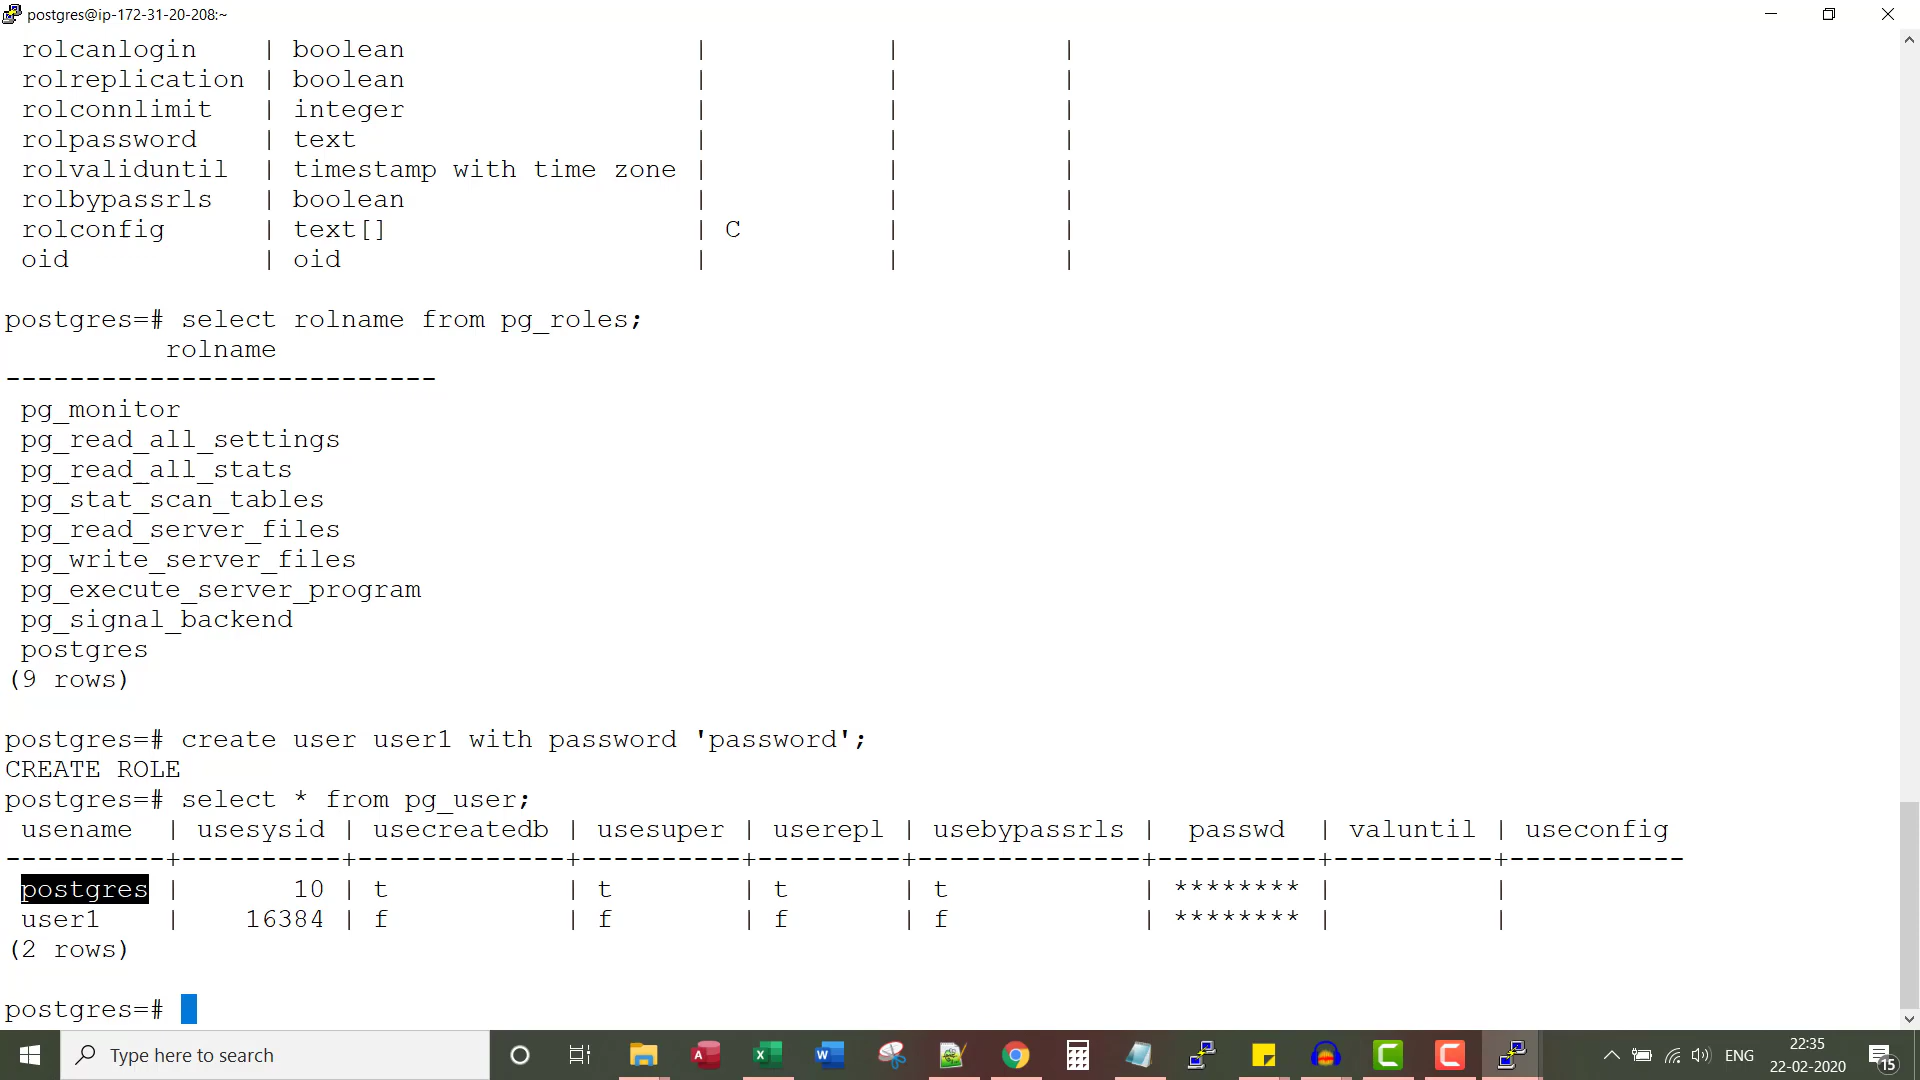 postgres@ip-172-31-20-208:~
rolcanlogin | boolean | | |
rolreplication | boolean | | |
rolconnlimit | integer | | |
rolpassword | text | | |
rolvaliduntil | timestamp with time zone | | |
rolbypassrls | boolean | | |
rolconfig | text[] | C | |
oid | oid | | |
postgres=# select rolname from pg_roles;
rolname
---------------------------
pg_monitor
pg_read_all_settings
pg_read_all_stats
pg_stat_scan_tables
pg_read_server_files
pg_write_server_files
pg_execute_server_program
pg_signal_backend
postgres
(9 rows)
postgres=# create user user1 with password 'password';
CREATE ROLE
postgres=# select * from pg_user;
usename | usesysid | usecreatedb | usesuper | userepl | usebypassrls | passwd | valuntil | useconfig
----------+----------+-------------+----------+---------+--------------+----------+----------+-----------
postgres | 10 | t | t | t | t | ******** | |
user1 | 16384 | f | f | f | f | ******** | |
(2 rows)
postgres=#
Type here to search
ENG
22:35
22-02-2020
15